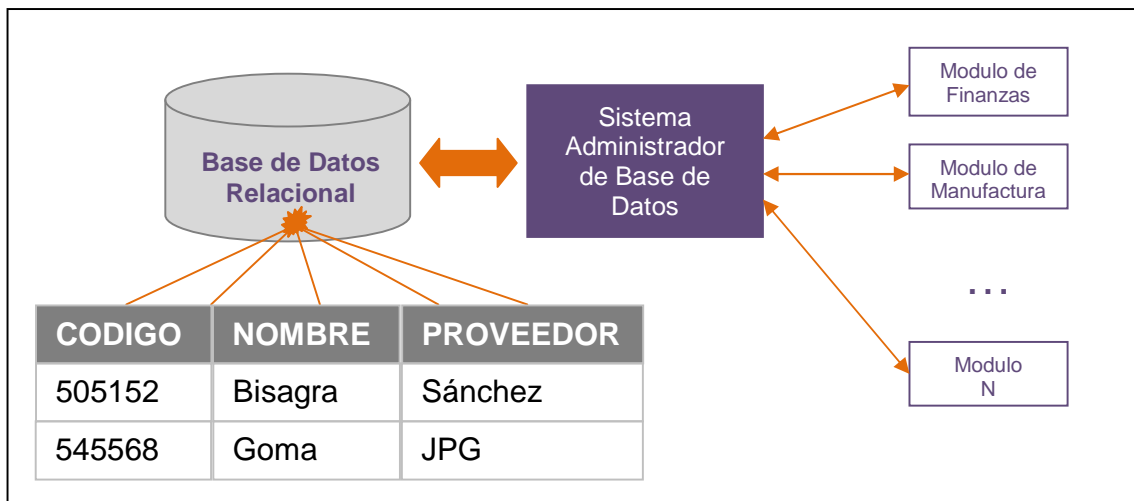 Base de Datos
Relacional
Sistema
Administrador
de Base de
Datos
Modulo de
Finanzas
Modulo de
Manufactura
...
Modulo
N
CODIGO NOMBRE PROVEEDOR
505152 Bisagra Sánchez
545568 Goma JPG